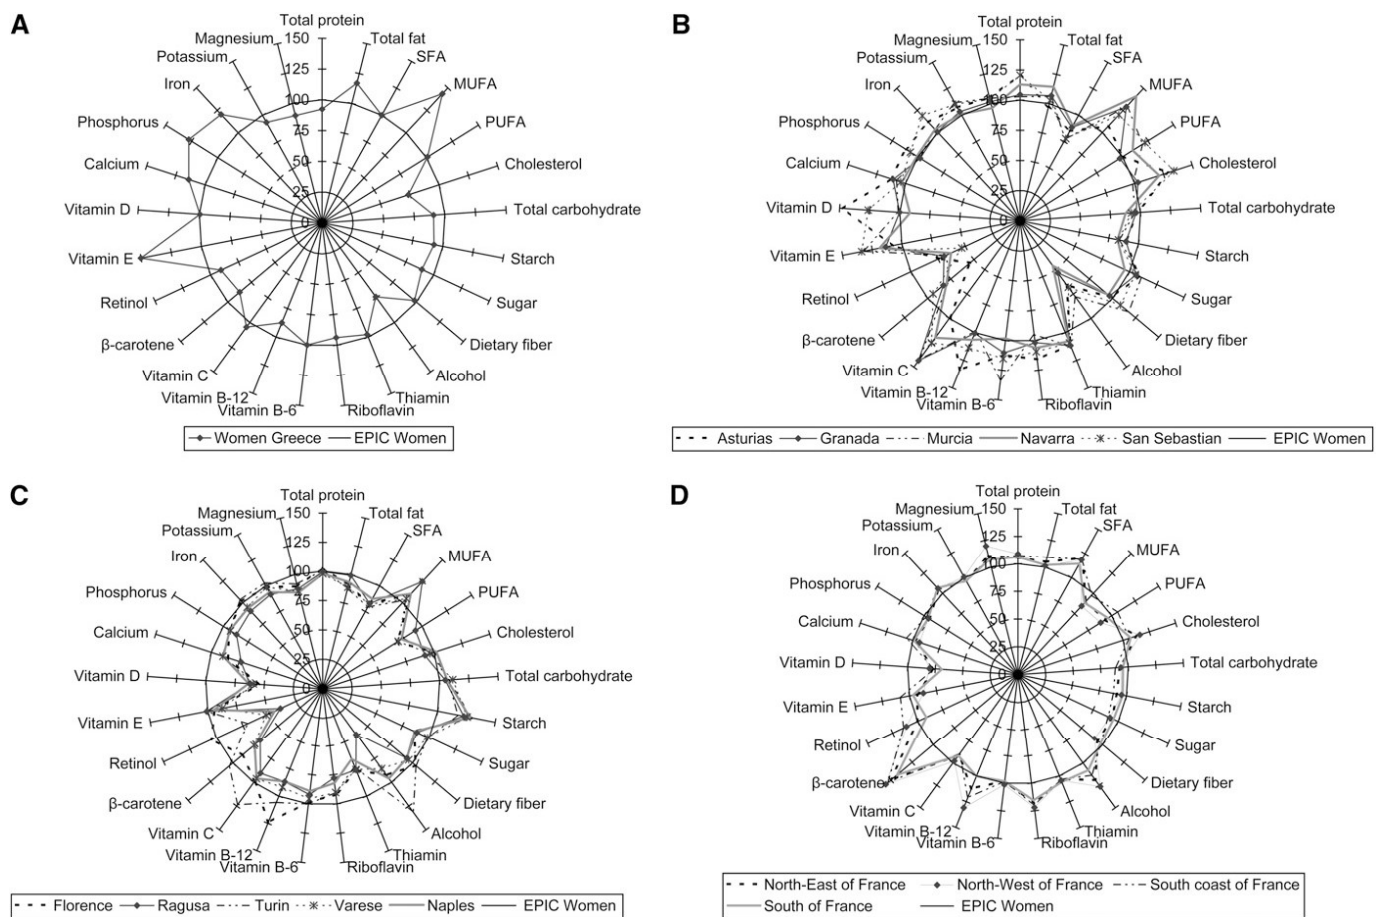 A
Total protein
Magnesium
Total fat
Potassium
SFA
Iron
MUFA
Phosphorus
PUFA
Calcium
Cholesterol
Vitamin D
Total carbohydrate
Vitamin E
Starch
Retinol
Sugar
β-carotene
Dietary fiber
Vitamin C
Alcohol
Vitamin B-12
Thiamin
Vitamin B-6
Riboflavin
150
125
100
75
50
25
0
Women Greece
EPIC Women
B
Total protein
Magnesium
Total fat
Potassium
SFA
Iron
MUFA
Phosphorus
PUFA
Calcium
Cholesterol
Vitamin D
Total carbohydrate
Vitamin E
Starch
Retinol
Sugar
β-carotene
Dietary fiber
Vitamin C
Alcohol
Vitamin B-12
Thiamin
Vitamin B-6
Riboflavin
150
125
100
75
50
25
0
Asturias
Granada
Murcia
Navarra
San Sebastian
EPIC Women
C
Total protein
Magnesium
Total fat
Potassium
SFA
Iron
MUFA
Phosphorus
PUFA
Calcium
Cholesterol
Vitamin D
Total carbohydrate
Vitamin E
Starch
Retinol
Sugar
β-carotene
Dietary fiber
Vitamin C
Alcohol
Vitamin B-12
Thiamin
Vitamin B-6
Riboflavin
150
125
100
75
50
25
0
Florence
Ragusa
Turin
Varese
Naples
EPIC Women
D
Total protein
Magnesium
Total fat
Potassium
SFA
Iron
MUFA
Phosphorus
PUFA
Calcium
Cholesterol
Vitamin D
Total carbohydrate
Vitamin E
Starch
Retinol
Sugar
β-carotene
Dietary fiber
Vitamin C
Alcohol
Vitamin B-12
Thiamin
Vitamin B-6
Riboflavin
150
125
100
75
50
25
0
North-East of France
North-West of France
South coast of France
South of France
EPIC Women